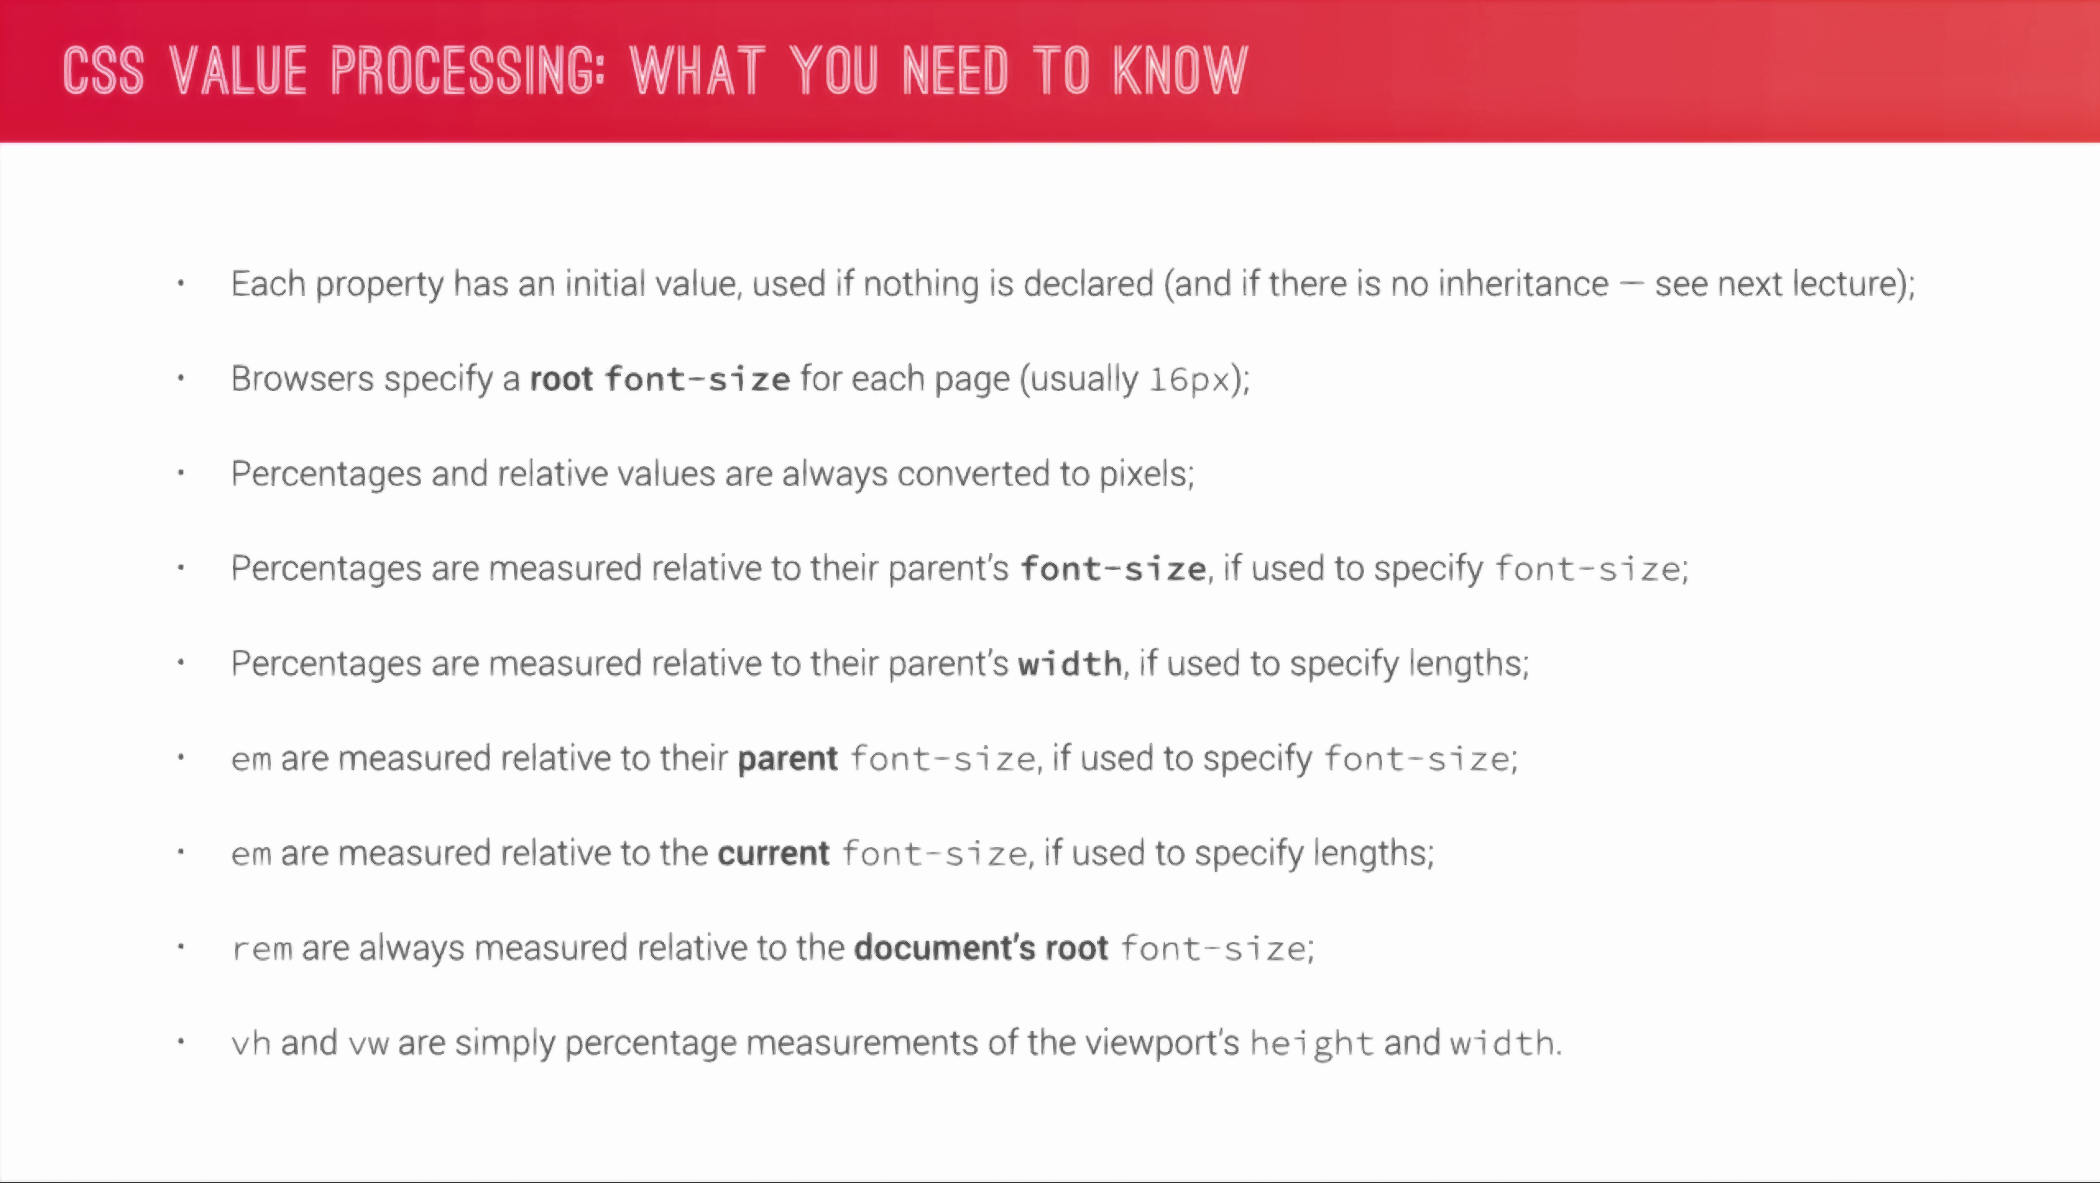 CSS VALUE PROCESSING: WHAT YOU NEED TO KNOW
• Each property has an initial value, used if nothing is declared (and if there is no inheritance – see next lecture);
• Browsers specify a root font-size for each page (usually 16px);
• Percentages and relative values are always converted to pixels;
• Percentages are measured relative to their parent's font-size, if used to specify font-size;
• Percentages are measured relative to their parent's width, if used to specify lengths;
• em are measured relative to their parent font-size, if used to specify font-size;
• em are measured relative to the current font-size, if used to specify lengths;
• rem are always measured relative to the document's root font-size;
• vh and vw are simply percentage measurements of the viewport's height and width.